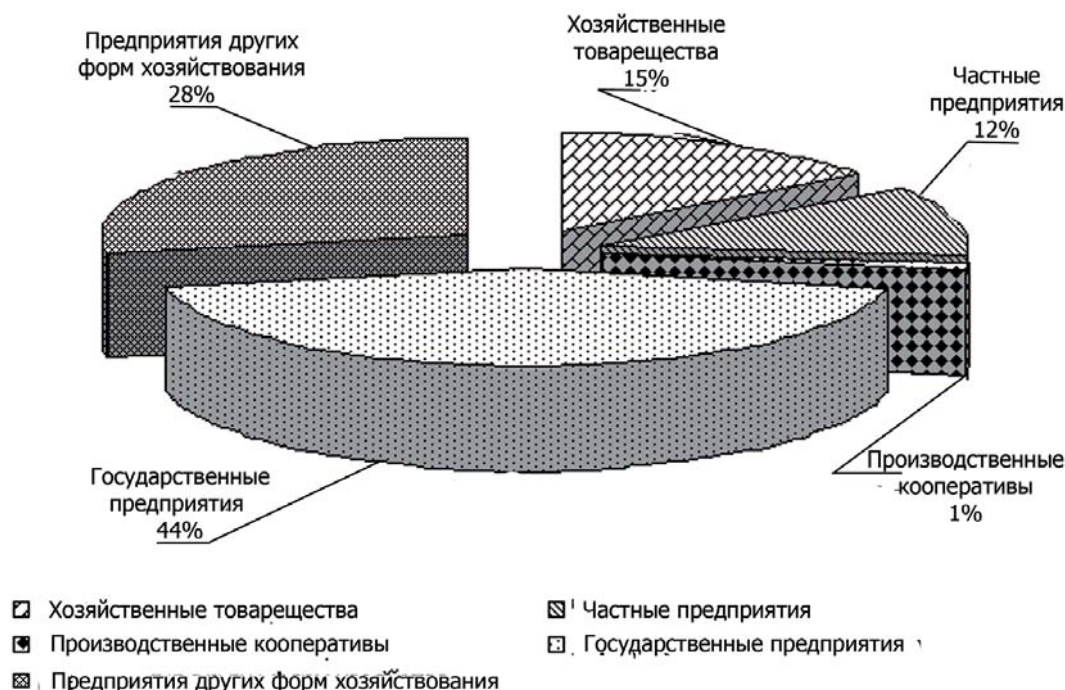 Предприятия других
форм хозяйствования
28%
Хозяйственные
товарещества
15%
Частные
предприятия
12%
Государственные
предприятия
44%
Производственные
кооперативы
1%
Хозяйственные товарещества
Частные предприятия
Производственные кооперативы
Государственные предприятия
Предприятия других форм хозяйствования